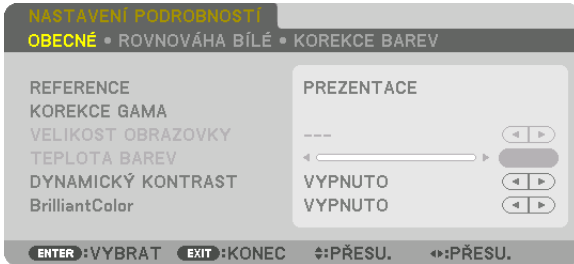 NASTAVENÍ PODROBNOSTÍ
OBECNÉ • ROVNOVÁHA BÍLÉ • KOREKCE BAREV
REFERENCE PREZENTACE
KOREKCE GAMA
VELIKOST OBRAZOVKY ---
TEPLOTA BAREV
DYNAMICKÝ KONTRAST VYPNUTO
BrilliantColor VYPNUTO
ENTER:VYBRAT EXIT:KONEC :PŘESU. :PŘESU.